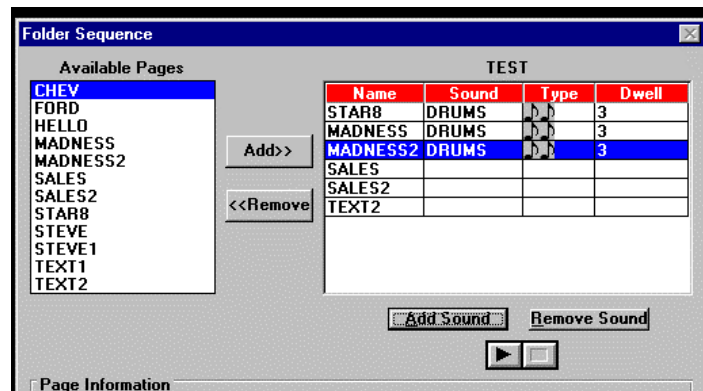 Folder Sequence
Available Pages
CHEV
FORD
HELLO
MADNESS
MADNESS2
SALES
SALES2
STAR8
STEVE
STEVE1
TEXT1
TEXT2
Add>>
<<Remove
TEST
Name Sound Type Dwell
STAR8 DRUMS 3
MADNESS DRUMS 3
MADNESS2 DRUMS 3
SALES
SALES2
TEXT2
Add Sound Remove Sound
Page Information